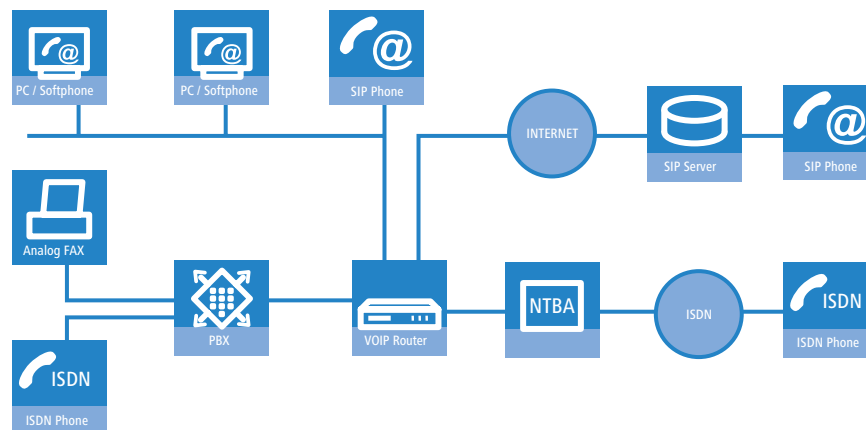 @
PC / Softphone
@
PC / Softphone
@
SIP Phone
INTERNET
SIP Server
@
SIP Phone
Analog FAX
PBX
VOIP Router
NTBA
ISDN
ISDN
ISDN Phone
ISDN
ISDN Phone